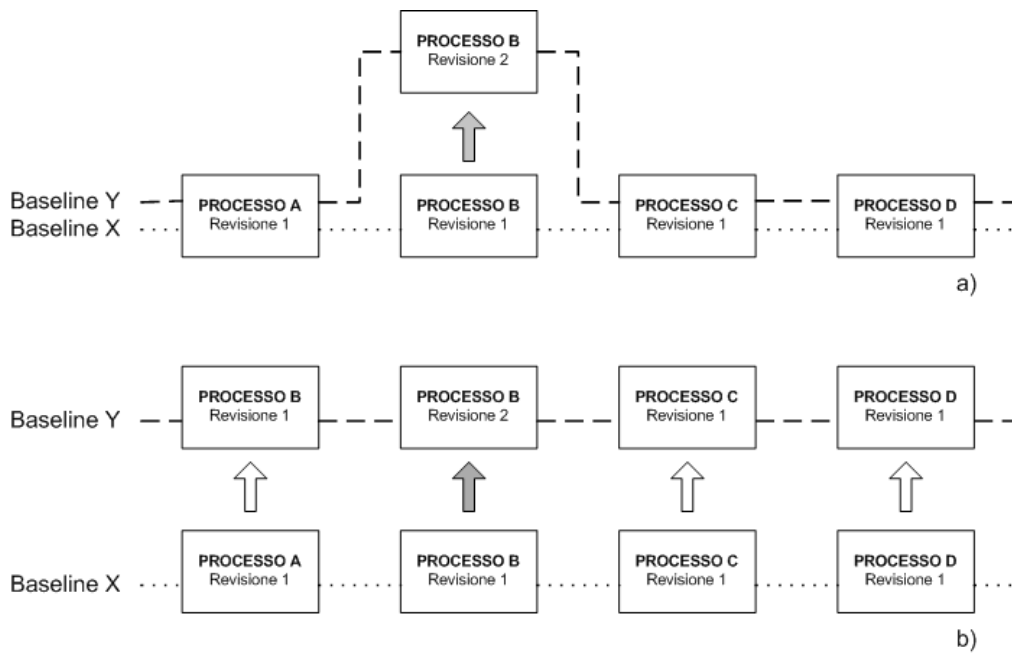 PROCESSO B
Revisione 2
Baseline Y
Baseline X
PROCESSO A
Revisione 1
PROCESSO B
Revisione 1
PROCESSO C
Revisione 1
PROCESSO D
Revisione 1
a)
Baseline Y
PROCESSO B
Revisione 1
PROCESSO B
Revisione 2
PROCESSO C
Revisione 1
PROCESSO D
Revisione 1
Baseline X
PROCESSO A
Revisione 1
PROCESSO B
Revisione 1
PROCESSO C
Revisione 1
PROCESSO D
Revisione 1
b)